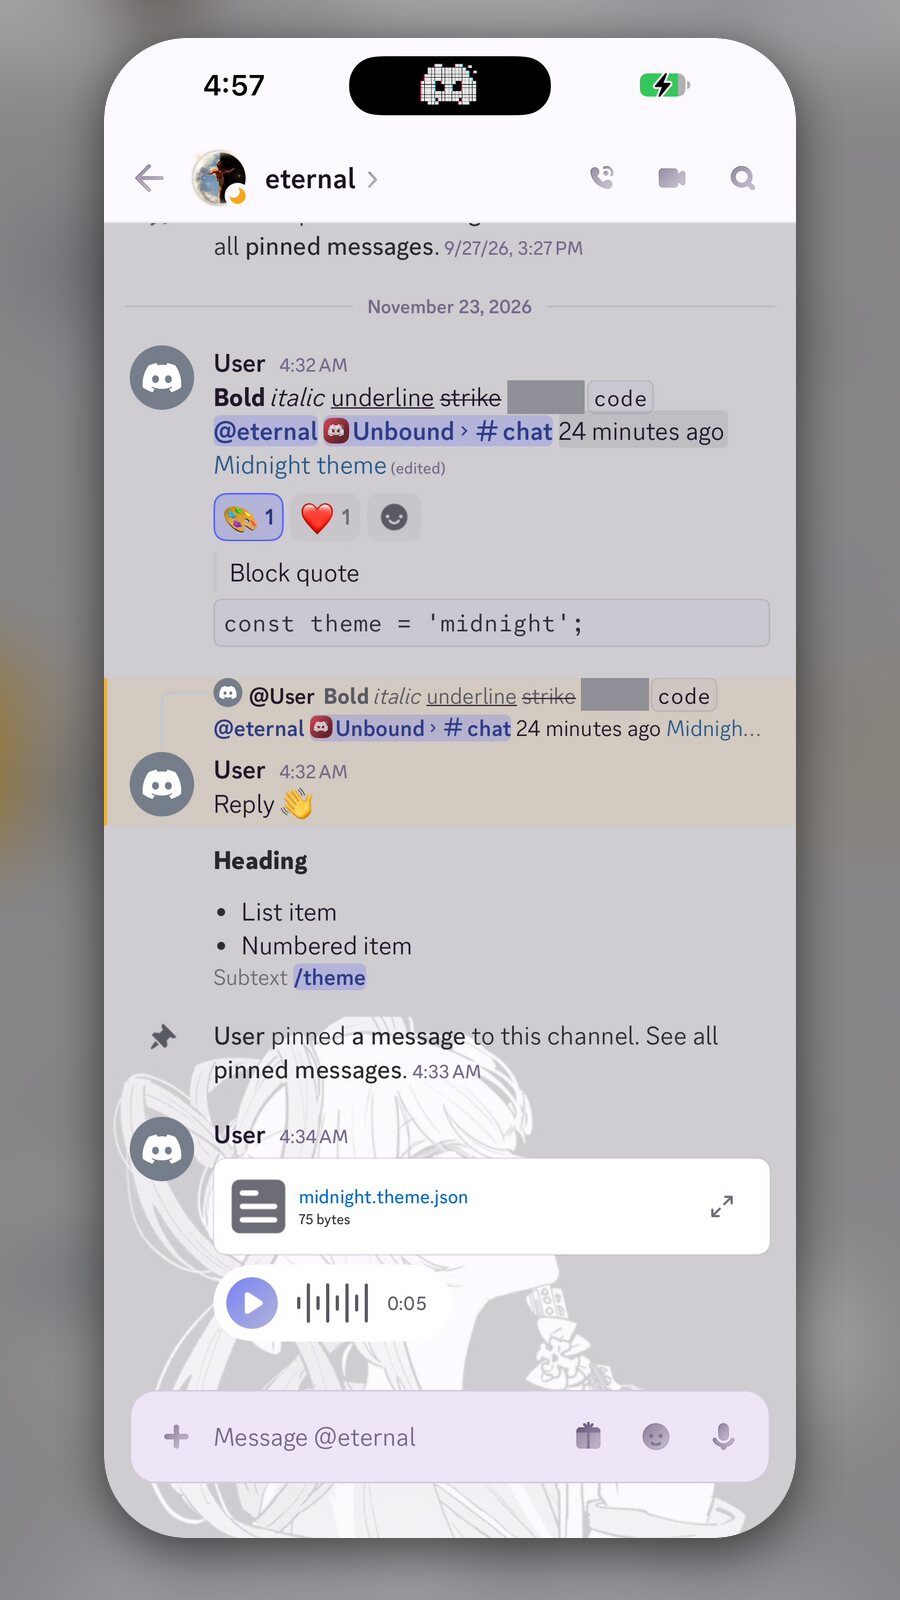 4:57
eternal
all pinned messages. 9/27/26, 3:27 PM
November 23, 2026
User 4:32 AM
Bold italic underline strike code
@eternal Unbound › # chat 24 minutes ago
Midnight theme (edited)
1 1
Block quote
const theme = 'midnight';
@User Bold italic underline strike code
@eternal Unbound › # chat 24 minutes ago Midnigh...
User 4:32 AM
Reply 👋
Heading
• List item
• Numbered item
Subtext /theme
User pinned a message to this channel. See all
pinned messages. 4:33 AM
User 4:34 AM
midnight.theme.json
75 bytes
0:05
Message @eternal